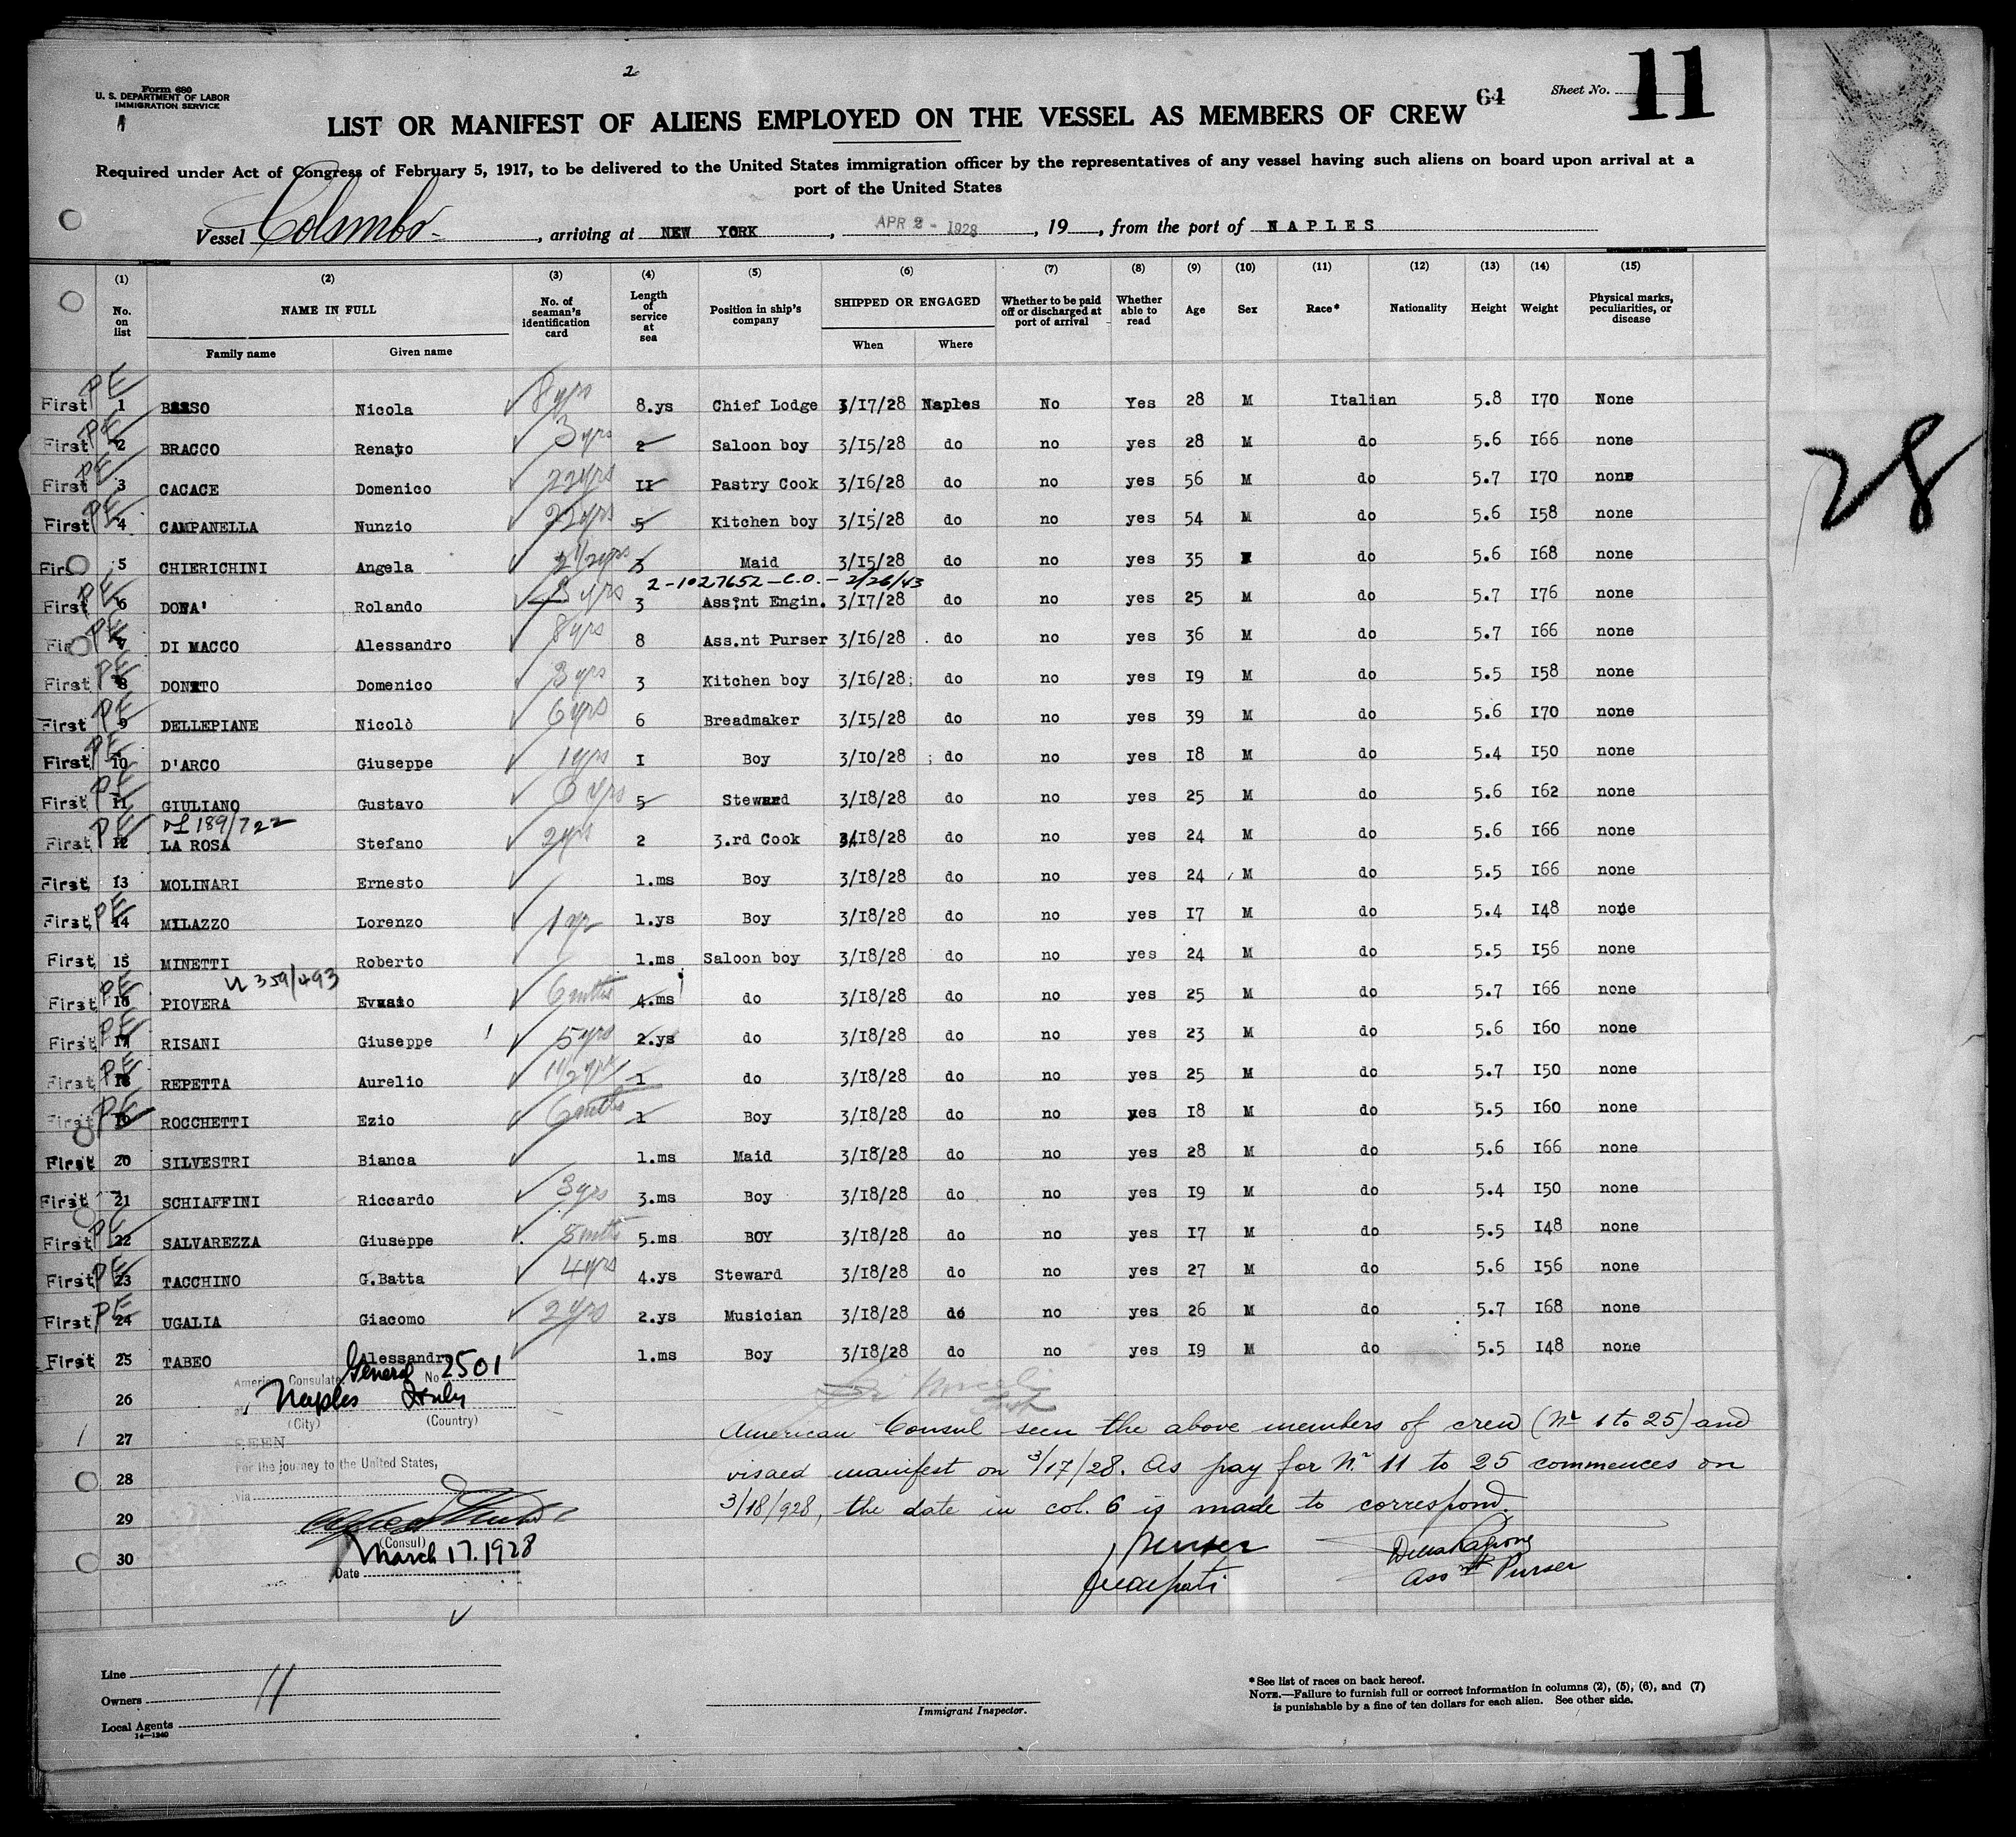 2
Form 680
U. S. DEPARTMENT OF LABOR
IMMIGRATION SERVICE
64
Sheet No. 11
LIST OR MANIFEST OF ALIENS EMPLOYED ON THE VESSEL AS MEMBERS OF CREW
Required under Act of Congress of February 5, 1917, to be delivered to the United States immigration officer by the representatives of any vessel having such aliens on board upon arrival at a
port of the United States
Vessel Colombo, arriving at NEW YORK, APR 2 - 1928, 19, from the port of NAPLES
(1) (2) (3) (4) (5) (6) (7) (8) (9) (10) (11) (12) (13) (14) (15)
No. on list NAME IN FULL Family name Given name No. of seaman's identification card Length of service at sea Position in ship's company SHIPPED OR ENGAGED When Where Whether to be paid off or discharged at port of arrival Whether able to read Age Sex Race* Nationality Height Weight Physical marks, peculiarities, or disease
First PE 1 Nicola 8 yrs 8.ys Chief Lodge 3/17/28 Naples No Yes 28 M Italian 5.8 170 None
First PE 2 BRACCO Renato 3 yrs 2 Saloon boy 3/15/28 do no yes 28 M do 5.6 166 none
First PE 3 CACACE Domenico 22 yrs II Pastry Cook 3/16/28 do no yes 56 M do 5.7 170 none
First PE 4 CAMPANELLA Nunzio 22 yrs 5 Kitchen boy 3/15/28 do no yes 54 M do 5.6 158 none
First 5 CHIERICHINI Angela 2 1/2 yrs 3 Maid 3/15/28 do no yes 35 do 5.6 168 none
2-1027652-C.O.-2/26/43
First PE 6 DONA' Rolando 3 yrs 3 Ass;nt Engin. 3/17/28 do no yes 25 M do 5.7 176 none
First PE 7 DI MACCO Alessandro 8 yrs 8 Ass.nt Purser 3/16/28 do no yes 36 M do 5.7 166 none
First PE 8 Domenico 3 yrs 3 Kitchen boy 3/16/28 do no yes 19 M do 5.5 158 none
First PE 9 DELLEPIANE Nicolò 6 yrs 6 Breadmaker 3/15/28 do no yes 39 M do 5.6 170 none
First PE 10 D'ARCO Giuseppe 1 yrs I Boy 3/10/28 do no yes 18 M do 5.4 150 none
First PE 11 GIULIANO Gustavo 6 yrs 5 Steward 3/18/28 do no yes 25 M do 5.6 162 none
189/722
First PE 12 LA ROSA Stefano 2 yrs 2 3.rd Cook 3/18/28 do no yes 24 M do 5.6 166 none
First 13 MOLINARI Ernesto 1.ms Boy 3/18/28 do no yes 24 M do 5.5 166 none
First PE 14 MILAZZO Lorenzo 1 yr 1.ys Boy 3/18/28 do no yes 17 M do 5.4 148 none
First 15 MINETTI Roberto 1.ms Saloon boy 3/18/28 do no yes 24 M do 5.5 156 none
359/493
First PE 16 PIOVERA Evasio 6 mths 4.ms do 3/18/28 do no yes 25 M do 5.7 166 none
First PE 17 RISANI Giuseppe 5 yrs 2.ys do 3/18/28 do no yes 23 M do 5.6 160 none
First PE 18 REPETTA Aurelio 1 1/2 yrs 1 do 3/18/28 do no yes 25 M do 5.7 150 none
First PE 19 ROCCHETTI Ezio 6 mths 1 Boy 3/18/28 do no yes 18 M do 5.5 160 none
First 20 SILVESTRI Bianca 1.ms Maid 3/18/28 do no yes 28 M do 5.6 166 none
First 21 SCHIAFFINI Riccardo 3 yrs 3.ms Boy 3/18/28 do no yes 19 M do 5.4 150 none
First PE 22 SALVAREZZA Giuseppe 5 mths 5.ms BOY 3/18/28 do no yes 17 M do 5.5 148 none
First PE 23 TACCHINO G.Batta 4 yrs 4.ys Steward 3/18/28 do no yes 27 M do 5.6 156 none
First PE 24 UGALIA Giacomo 2 yrs 2.ys Musician 3/18/28 do no yes 26 M do 5.7 168 none
First 25 TABEO Alessandro 1.ms Boy 3/18/28 do no yes 19 M do 5.5 148 none
American Consulate General No 2501
26 at Naples Italy
(City) (Country)
27 American Consul seen the above members of crew (Nr 1 to 25) and
SEEN
For the journey to the United States,
28 visaed manifest on 3/17/28. As pay for Nr 11 to 25 commences on
via
29 3/18/928, the date in col. 6 is made to correspond.
(Consul)
30 March 17. 1928
Date
Purser
Asst Purser
28
Line
Owners 11
Local Agents
14—1240
Immigrant Inspector.
*See list of races on back hereof.
NOTE.—Failure to furnish full or correct information in columns (2), (5), (6), and (7)
is punishable by a fine of ten dollars for each alien. See other side.